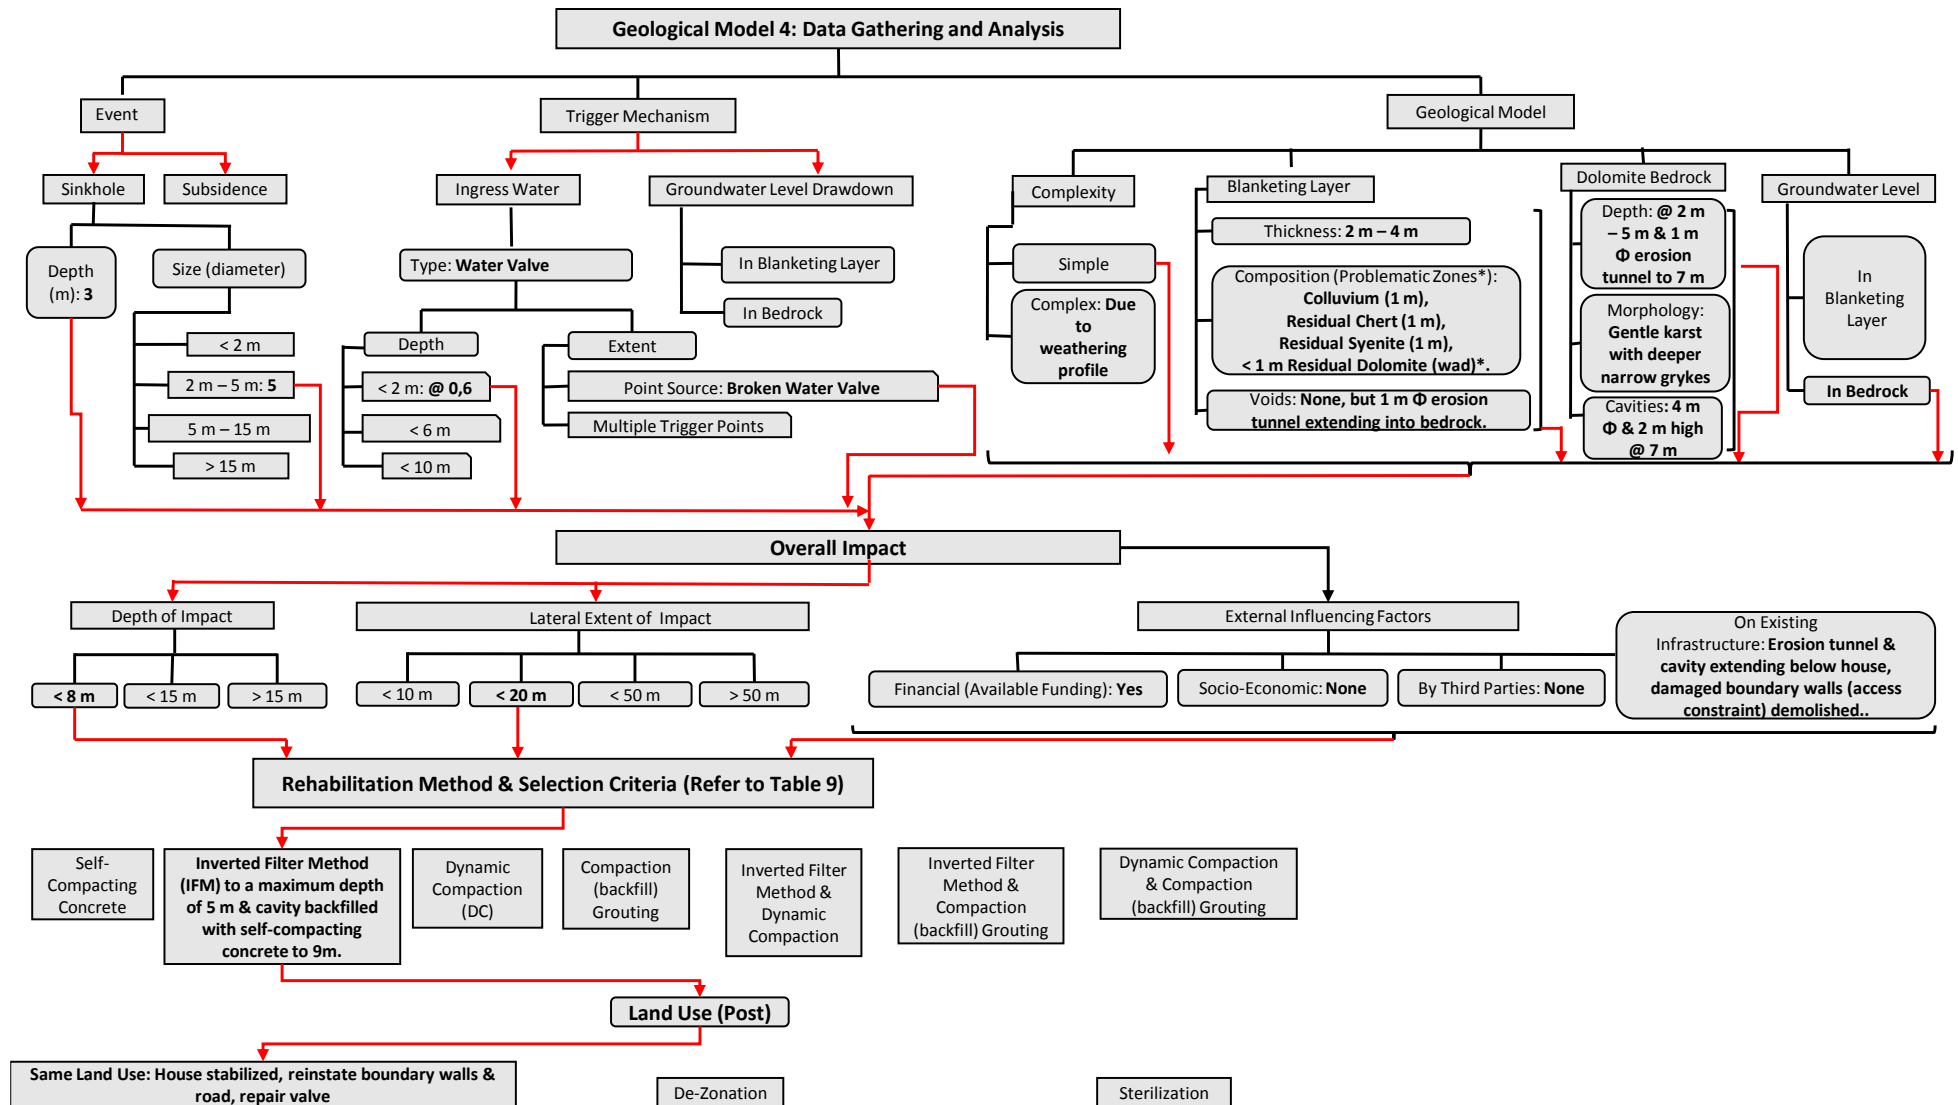 Geological Model 4: Data Gathering and Analysis
Event
Trigger Mechanism
Geological Model
Sinkhole
Subsidence
Ingress Water
Groundwater Level Drawdown
Complexity
Blanketing Layer
Dolomite Bedrock
Groundwater Level
Depth
(m): 3
Size (diameter)
< 2 m
2 m – 5 m: 5
5 m – 15 m
> 15 m
Type: Water Valve
Depth
< 2 m: @ 0,6
< 6 m
< 10 m
Extent
Point Source: Broken Water Valve
Multiple Trigger Points
In Blanketing Layer
In Bedrock
Simple
Complex: Due
to
weathering
profile
Thickness: 2 m – 4 m
Composition (Problematic Zones*):
Colluvium (1 m),
Residual Chert (1 m),
Residual Syenite (1 m),
< 1 m Residual Dolomite (wad)*.
Voids: None, but 1 m Φ erosion
tunnel extending into bedrock.
Depth: @ 2 m
– 5 m & 1 m
Φ erosion
tunnel to 7 m
Morphology:
Gentle karst
with deeper
narrow grykes
Cavities: 4 m
Φ & 2 m high
@ 7 m
In
Blanketing
Layer
In Bedrock
Overall Impact
Depth of Impact
Lateral Extent of Impact
External Influencing Factors
< 8 m
< 15 m
> 15 m
< 10 m
< 20 m
< 50 m
> 50 m
Financial (Available Funding): Yes
Socio-Economic: None
By Third Parties: None
On Existing
Infrastructure: Erosion tunnel &
cavity extending below house,
damaged boundary walls (access
constraint) demolished..
Rehabilitation Method & Selection Criteria (Refer to Table 9)
Self-
Compacting
Concrete
Inverted Filter Method
(IFM) to a maximum depth
of 5 m & cavity backfilled
with self-compacting
concrete to 9m.
Dynamic
Compaction
(DC)
Compaction
(backfill)
Grouting
Inverted Filter
Method &
Dynamic
Compaction
Inverted Filter
Method &
Compaction
(backfill) Grouting
Dynamic Compaction
& Compaction
(backfill) Grouting
Land Use (Post)
Same Land Use: House stabilized, reinstate boundary walls &
road, repair valve
De-Zonation
Sterilization